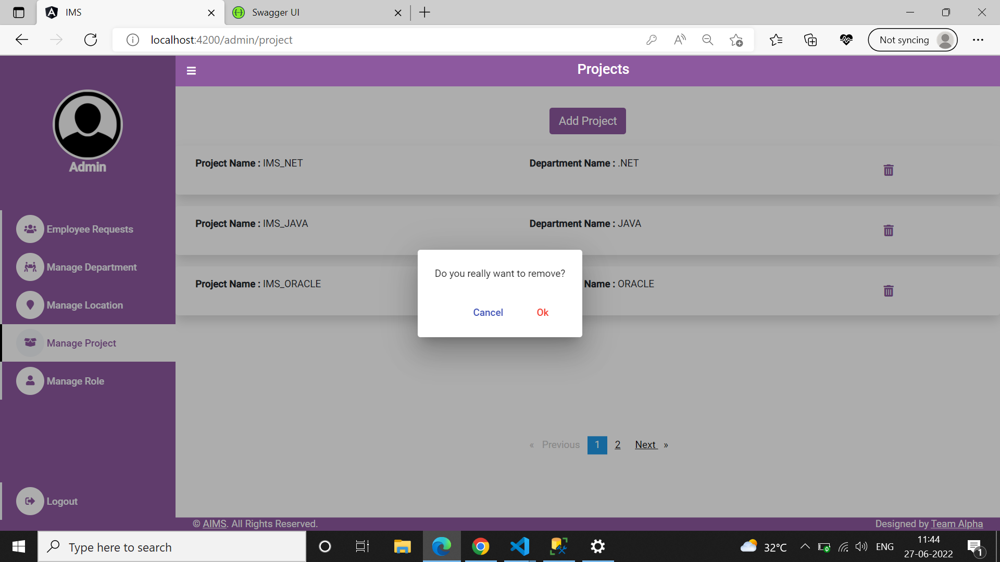 IMS
Swagger UI
localhost:4200/admin/project
Not syncing
Projects
Admin
Add Project
Project Name : IMS_NET
Department Name : .NET
Project Name : IMS_JAVA
Department Name : JAVA
Project Name : IMS_ORACLE
Name : ORACLE
Do you really want to remove?
Cancel
Ok
Employee Requests
Manage Department
Manage Location
Manage Project
Manage Role
Logout
« Previous 1 2 Next »
© AIMS. All Rights Reserved.
Designed by Team Alpha
Type here to search
32°C
ENG
11:44
27-06-2022
1